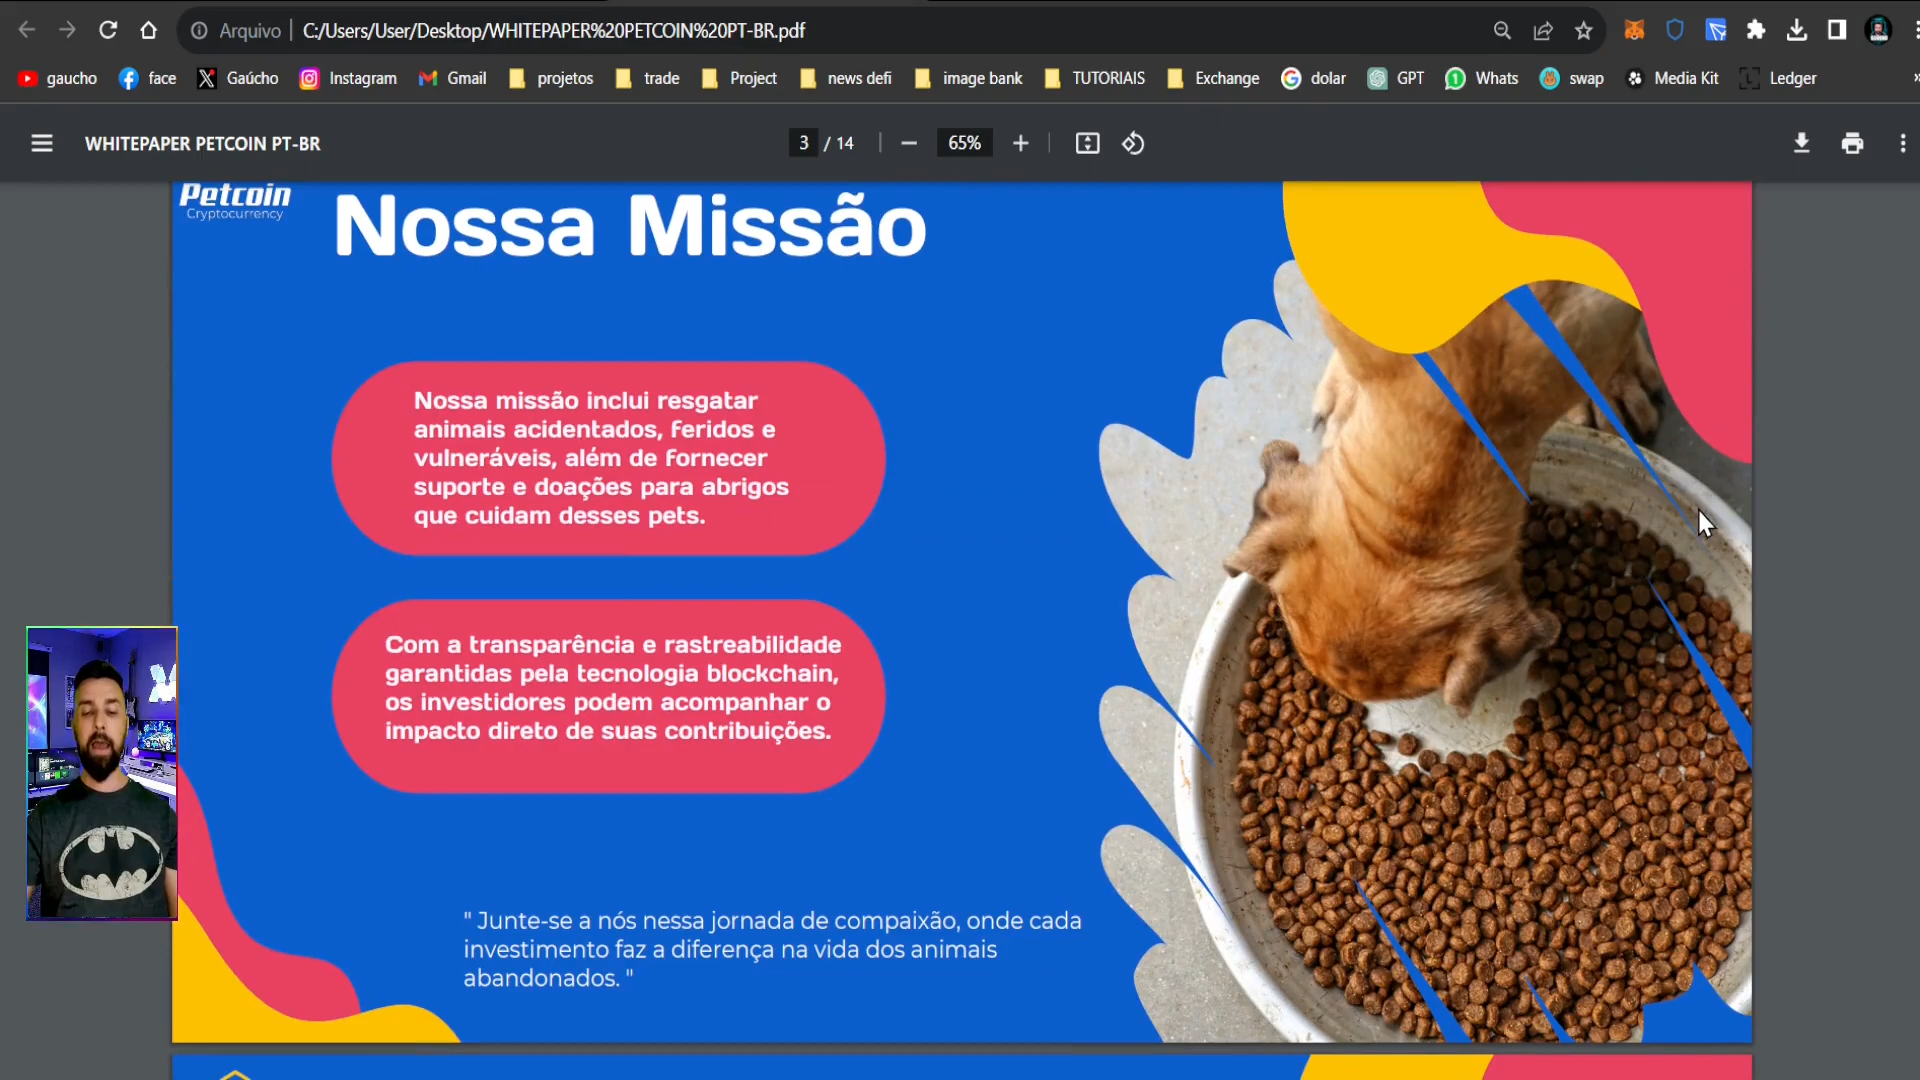 Arquivo
C:/Users/User/Desktop/WHITEPAPER%20PETCOIN%20PT-BR.pdf
gaucho
face
Gaúcho
Instagram
Gmail
projetos
trade
Project
news defi
image bank
TUTORIAIS
Exchange
dolar
GPT
Whats
swap
Media Kit
Ledger
WHITEPAPER PETCOIN PT-BR
3 / 14
65%
Petcoin
Cryptocurrency
Nossa Missão
Nossa missão inclui resgatar
animais acidentados, feridos e
vulneráveis, além de fornecer
suporte e doações para abrigos
que cuidam desses pets.
Com a transparência e rastreabilidade
garantidas pela tecnologia blockchain,
os investidores podem acompanhar o
impacto direto de suas contribuições.
" Junte-se a nós nessa jornada de compaixão, onde cada
investimento faz a diferença na vida dos animais
abandonados. "